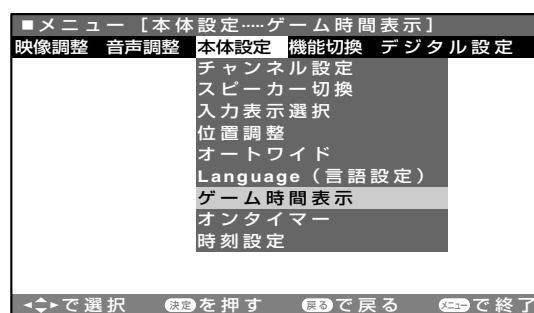 ■メニュー [本体設定……ゲーム時間表示]
映像調整 音声調整 本体設定 機能切換 デジタル設定
チャンネル設定
スピーカー切換
入力表示選択
位置調整
オートワイド
Language（言語設定）
ゲーム時間表示
オンタイマー
時刻設定
で選択 決定を押す 戻るで戻る メニューで終了